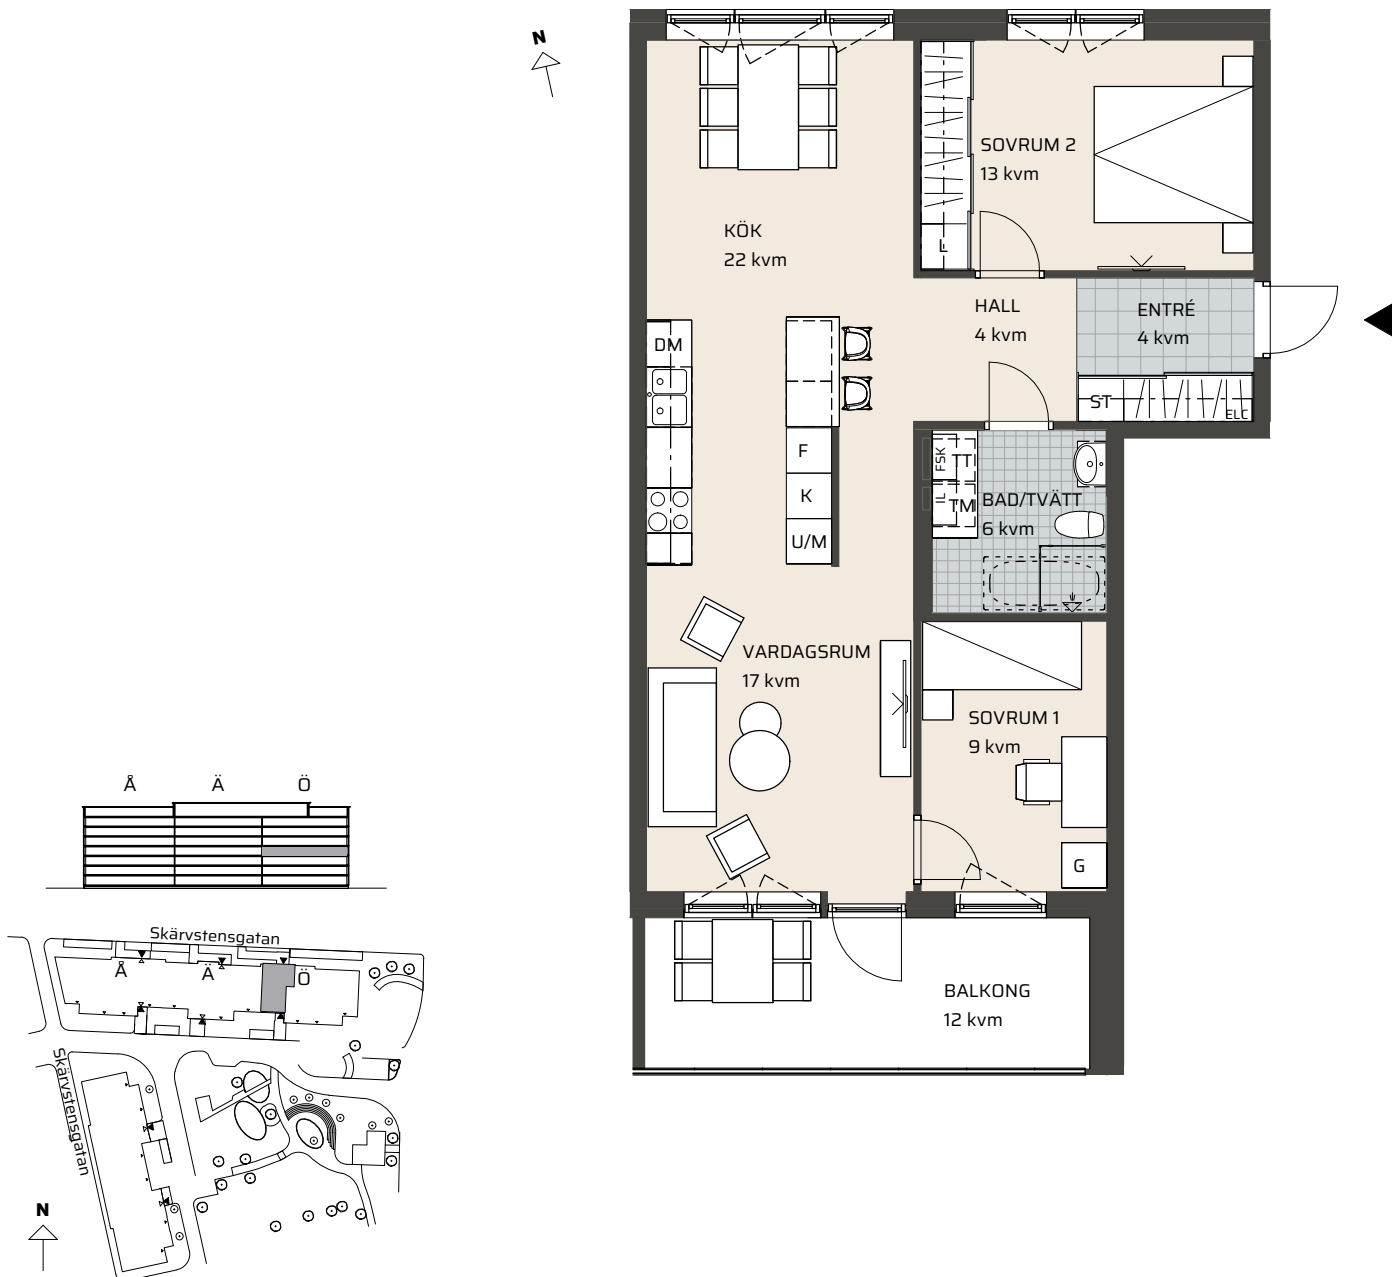 N
SOVRUM 2
13 kvm
KÖK
22 kvm
L
HALL
4 kvm
ENTRÉ
4 kvm
DM
ST
ELC
F
K
U/M
FSK
TT
IL
TM
BAD/TVÄTT
6 kvm
VARDAGSRUM
17 kvm
SOVRUM 1
9 kvm
G
BALKONG
12 kvm
Å Ä Ö
Skärvstensgatan
Å Ä Ö
Skärvstensgatan
N